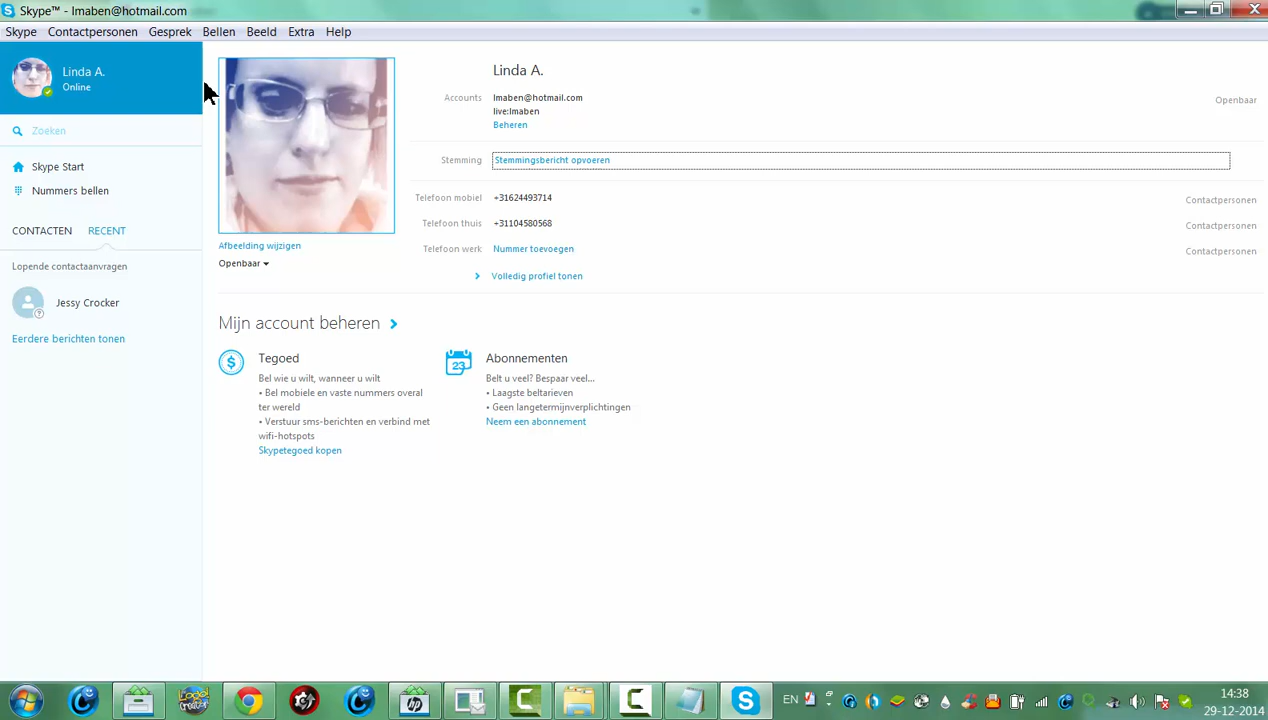 Skype™ - lmaben@hotmail.com
Skype Contactpersonen Gesprek Bellen Beeld Extra Help
Linda A.
Online
Zoeken
Skype Start
Nummers bellen
CONTACTEN RECENT
Lopende contactaanvragen
Jessy Crocker
Eerdere berichten tonen
Linda A.
Accounts lmaben@hotmail.com Openbaar
live:lmaben
Beheren
Stemming Stemmingsbericht opvoeren
Telefoon mobiel +31624493714 Contactpersonen
Telefoon thuis +31104580568 Contactpersonen
Telefoon werk Nummer toevoegen Contactpersonen
Volledig profiel tonen
Afbeelding wijzigen
Openbaar
Mijn account beheren
Tegoed
Bel wie u wilt, wanneer u wilt
• Bel mobiele en vaste nummers overal
ter wereld
• Verstuur sms-berichten en verbind met
wifi-hotspots
Skypetegoed kopen
23
Abonnementen
Belt u veel? Bespaar veel...
• Laagste beltarieven
• Geen langetermijnverplichtingen
Neem een abonnement
EN
14:38
29-12-2014